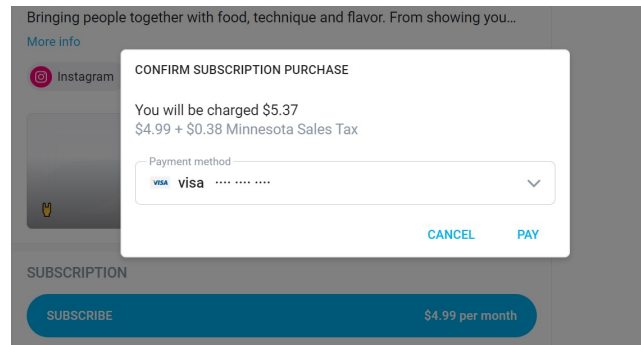 Bringing people together with food, technique and flavor. From showing you...
More info
Instagram
CONFIRM SUBSCRIPTION PURCHASE
You will be charged $5.37
$4.99 + $0.38 Minnesota Sales Tax
Payment method
VISA visa .... .... ....
CANCEL PAY
SUBSCRIPTION
SUBSCRIBE $4.99 per month